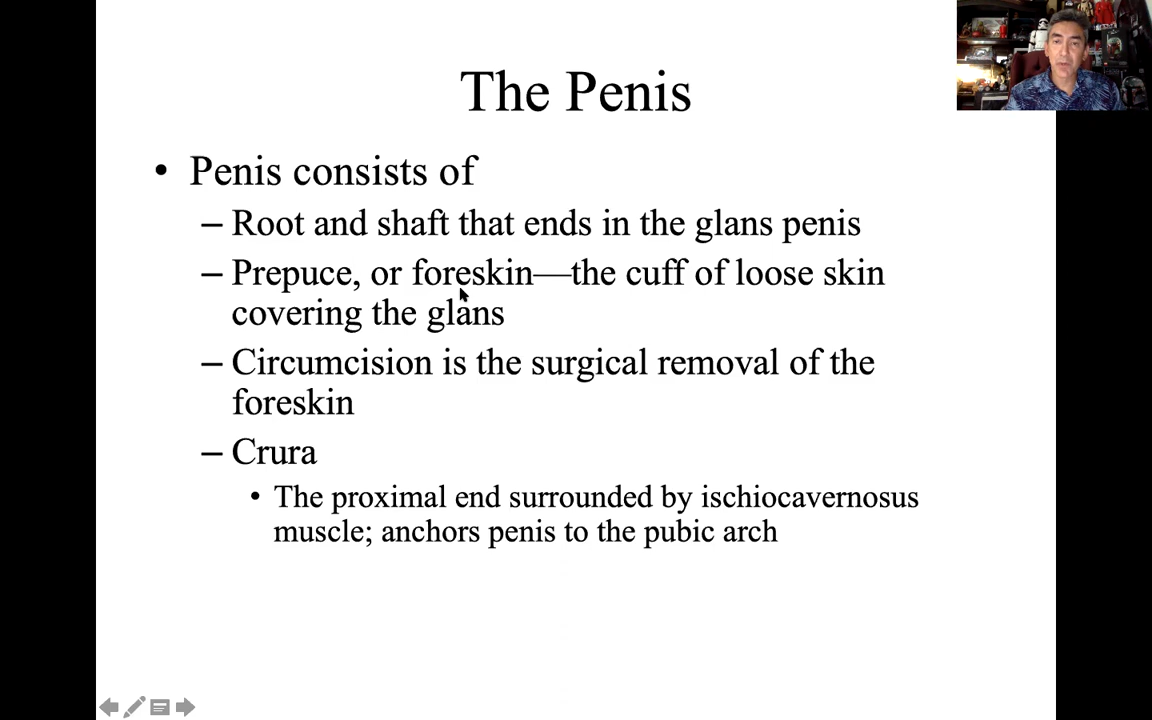 The Penis
• Penis consists of
– Root and shaft that ends in the glans penis
– Prepuce, or foreskin—the cuff of loose skin
covering the glans
– Circumcision is the surgical removal of the
foreskin
– Crura
• The proximal end surrounded by ischiocavernosus
muscle; anchors penis to the pubic arch